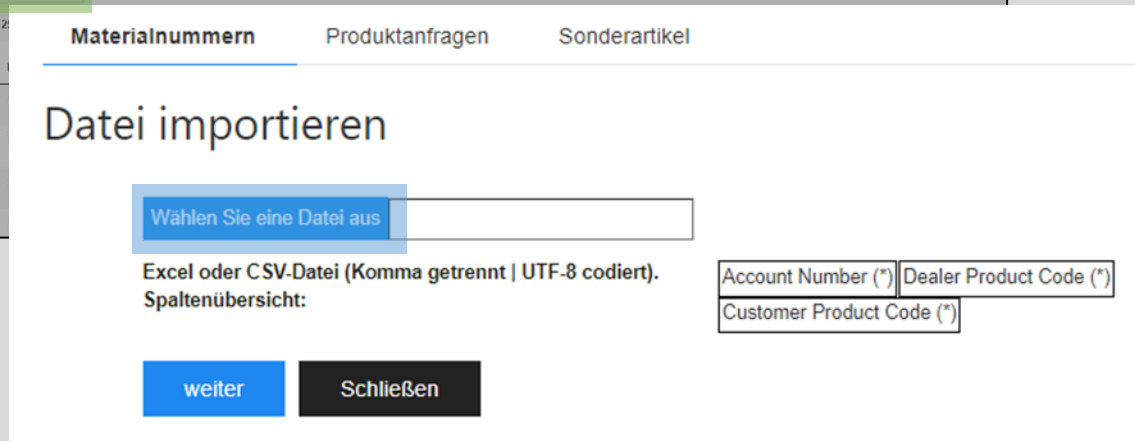 Materialnummern Produktanfragen Sonderartikel
Datei importieren
Wählen Sie eine Datei aus
Excel oder CSV-Datei (Komma getrennt | UTF-8 codiert).
Spaltenübersicht:
Account Number (*) Dealer Product Code (*)
Customer Product Code (*)
weiter Schließen